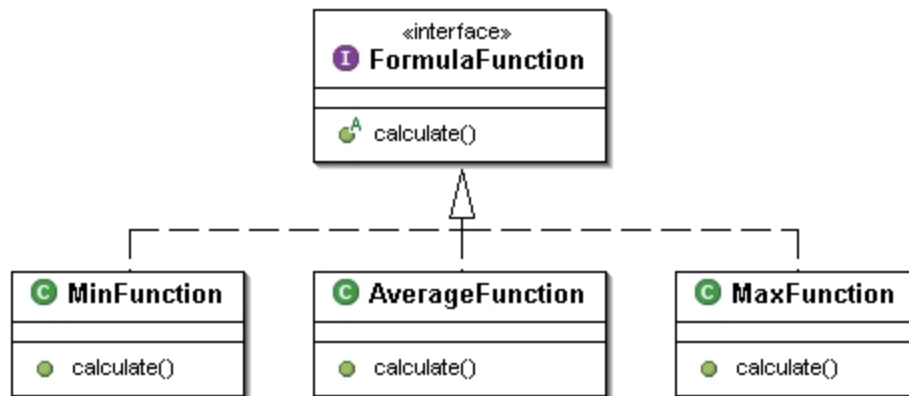 «interface»
I FormulaFunction
A calculate()
C MinFunction
calculate()
C AverageFunction
calculate()
C MaxFunction
calculate()